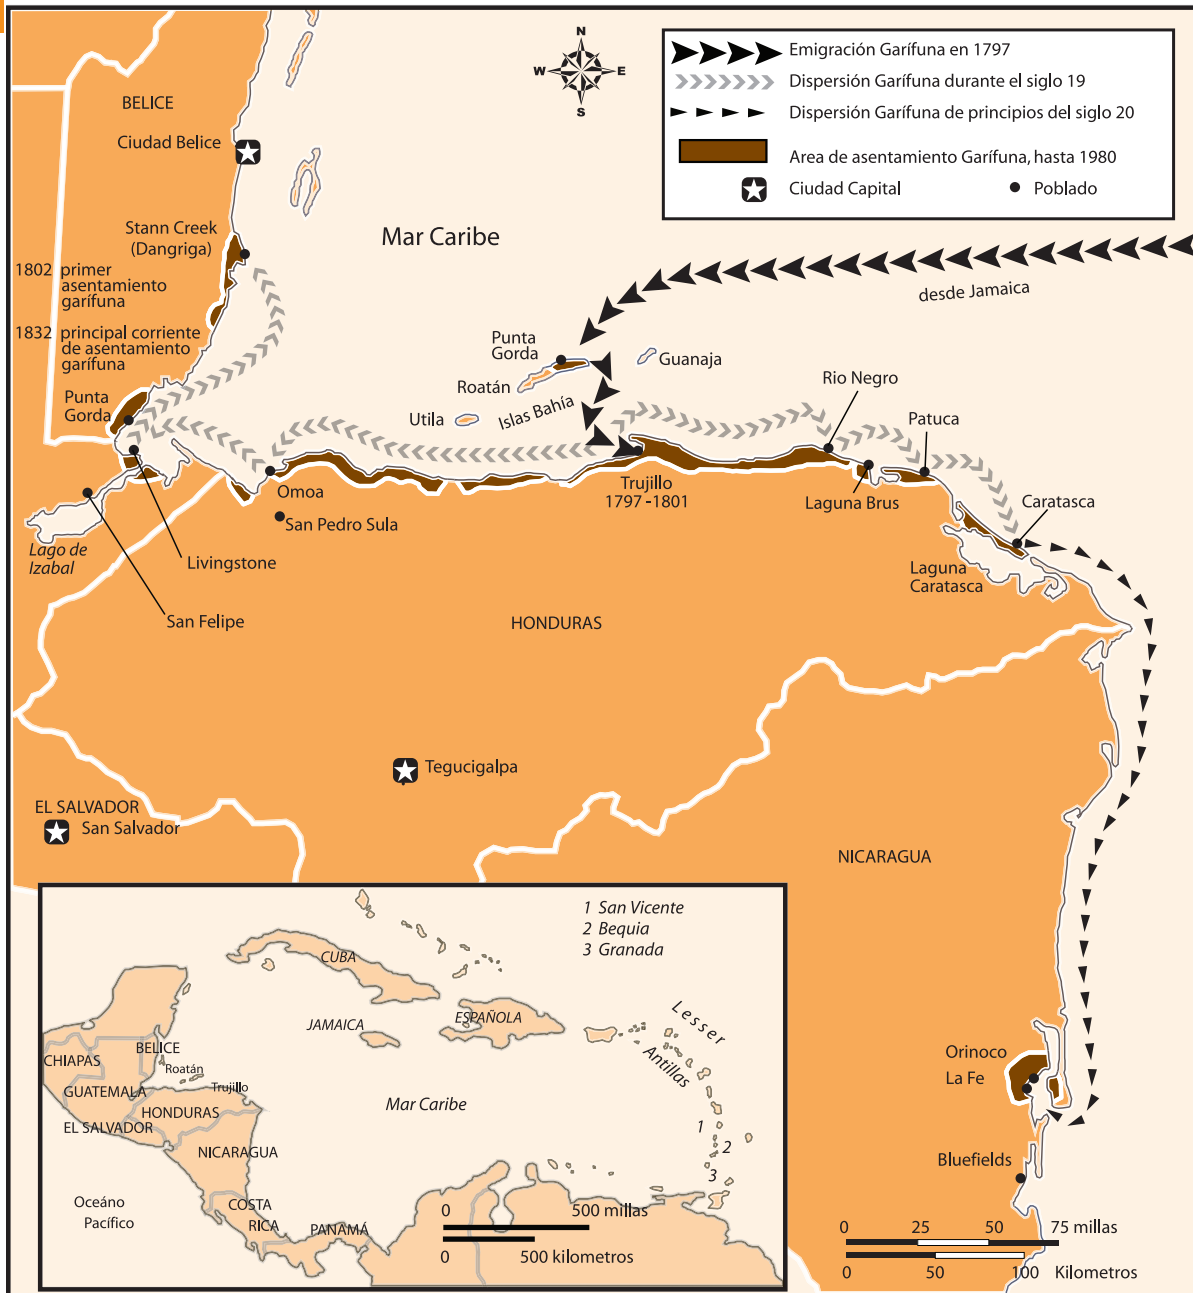 N
W
E
S
Emigración Garífuna en 1797
Dispersión Garífuna durante el siglo 19
Dispersión Garífuna de principios del siglo 20
Area de asentamiento Garífuna, hasta 1980
Ciudad Capital
Poblado
BELICE
Ciudad Belice
Stann Creek
(Dangriga)
Mar Caribe
1802 primer
asentamiento
garífuna
1832 principal corriente
de asentamiento
garífuna
desde Jamaica
Punta
Gorda
Guanaja
Roatán
Islas Bahía
Utila
Rio Negro
Patuca
Punta
Gorda
Omoa
San Pedro Sula
Trujillo
1797 -1801
Laguna Brus
Caratasca
Lago de
Izabal
Livingstone
Laguna
Caratasca
San Felipe
HONDURAS
Tegucigalpa
EL SALVADOR
San Salvador
NICARAGUA
1 San Vicente
2 Bequia
3 Granada
CUBA
JAMAICA
ESPAÑOLA
Lesser
Antillas
BELICE
CHIAPAS
Roatán
GUATEMALA
Trujillo
HONDURAS
EL SALVADOR
Mar Caribe
NICARAGUA
1
2
3
Oceáno
Pacífico
COSTA
RICA
PANAMÁ
0 500 millas
0 500 kilometros
Orinoco
La Fe
Bluefields
0 25 50 75 millas
0 50 100 Kilometros